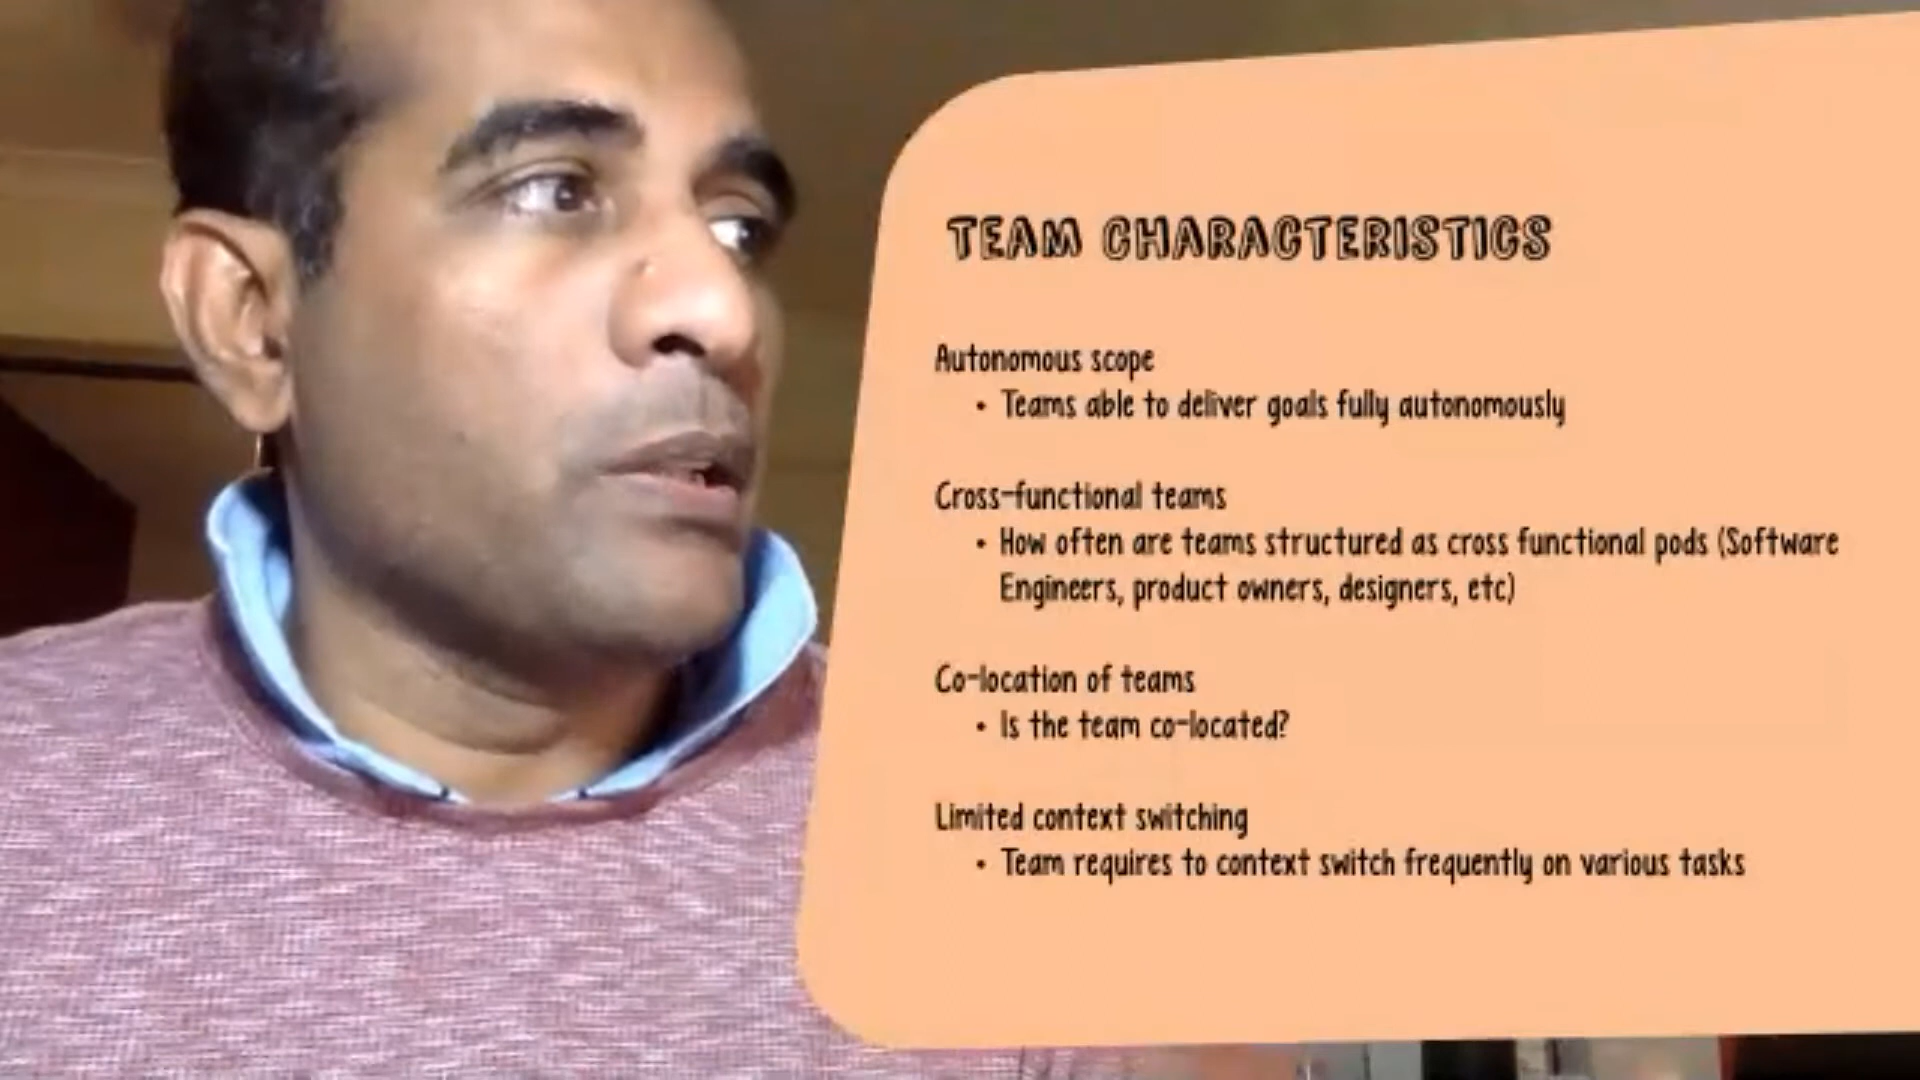 TEAM CHARACTERISTICS
Autonomous scope
• Teams able to deliver goals fully autonomously
Cross-functional teams
• How often are teams structured as cross functional pods (Software
Engineers, product owners, designers, etc)
Co-location of teams
• Is the team co-located?
Limited context switching
• Team requires to context switch frequently on various tasks